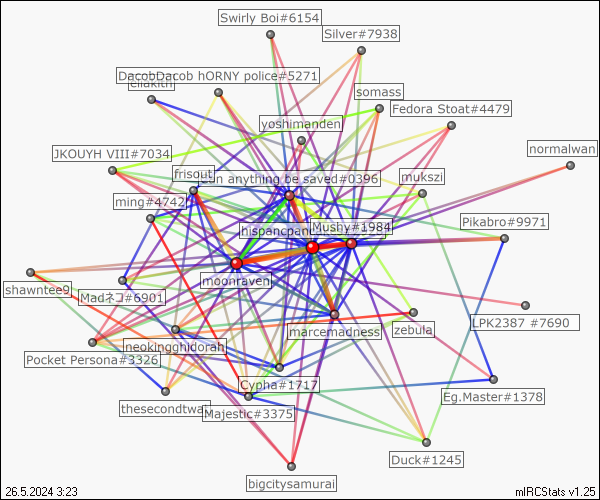 Swirly Boi#6154
Silver#7938
DacobDacob hORNY police#5271
somass
Fedora Stoat#4479
yoshimanden
JKOUYH VIII#7034
normalwan
frisout
can anything be saved#0396
mukszi
ming#4742
Mushy#1984
Pikabro#9971
hispancpan
moonraven
shawntee9
Madネコ#6901
LPK2387 #7690
marcemadness
zebula
neokingghidorah
Pocket Persona#3326
Cypha#1717
Eg.Master#1378
thesecondtwan
Majestic#3375
Duck#1245
bigcitysamurai
26.5.2024 3:23
mIRCStats v1.25